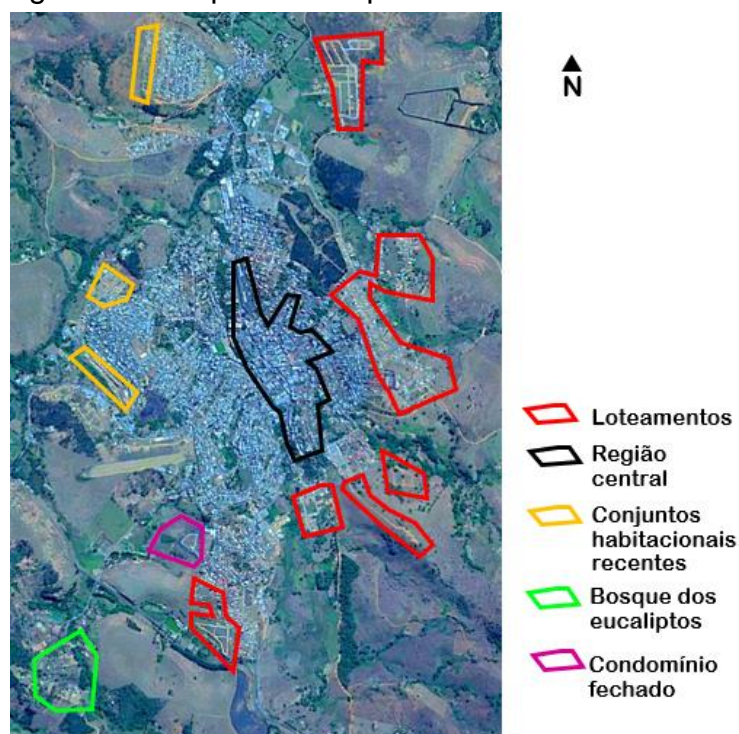 N
Loteamentos
Região
central
Conjuntos
habitacionais
recentes
Bosque dos
eucaliptos
Condomínio
fechado